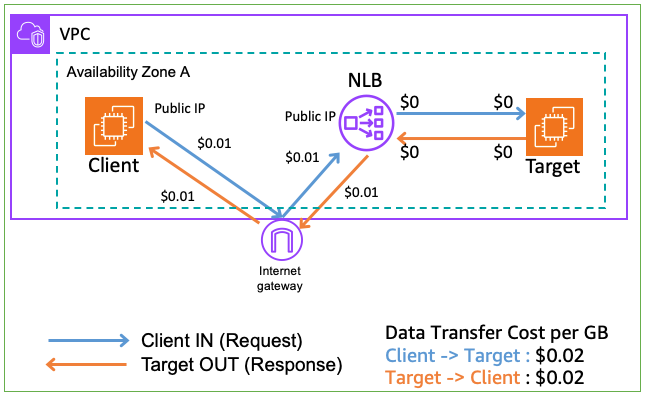 VPC
Availability Zone A
NLB
Public IP
Public IP
$0
$0
$0.01
$0.01
$0
$0
Client
Target
$0.01
$0.01
Internet
gateway
Client IN (Request)
Target OUT (Response)
Data Transfer Cost per GB
Client -> Target : $0.02
Target -> Client : $0.02